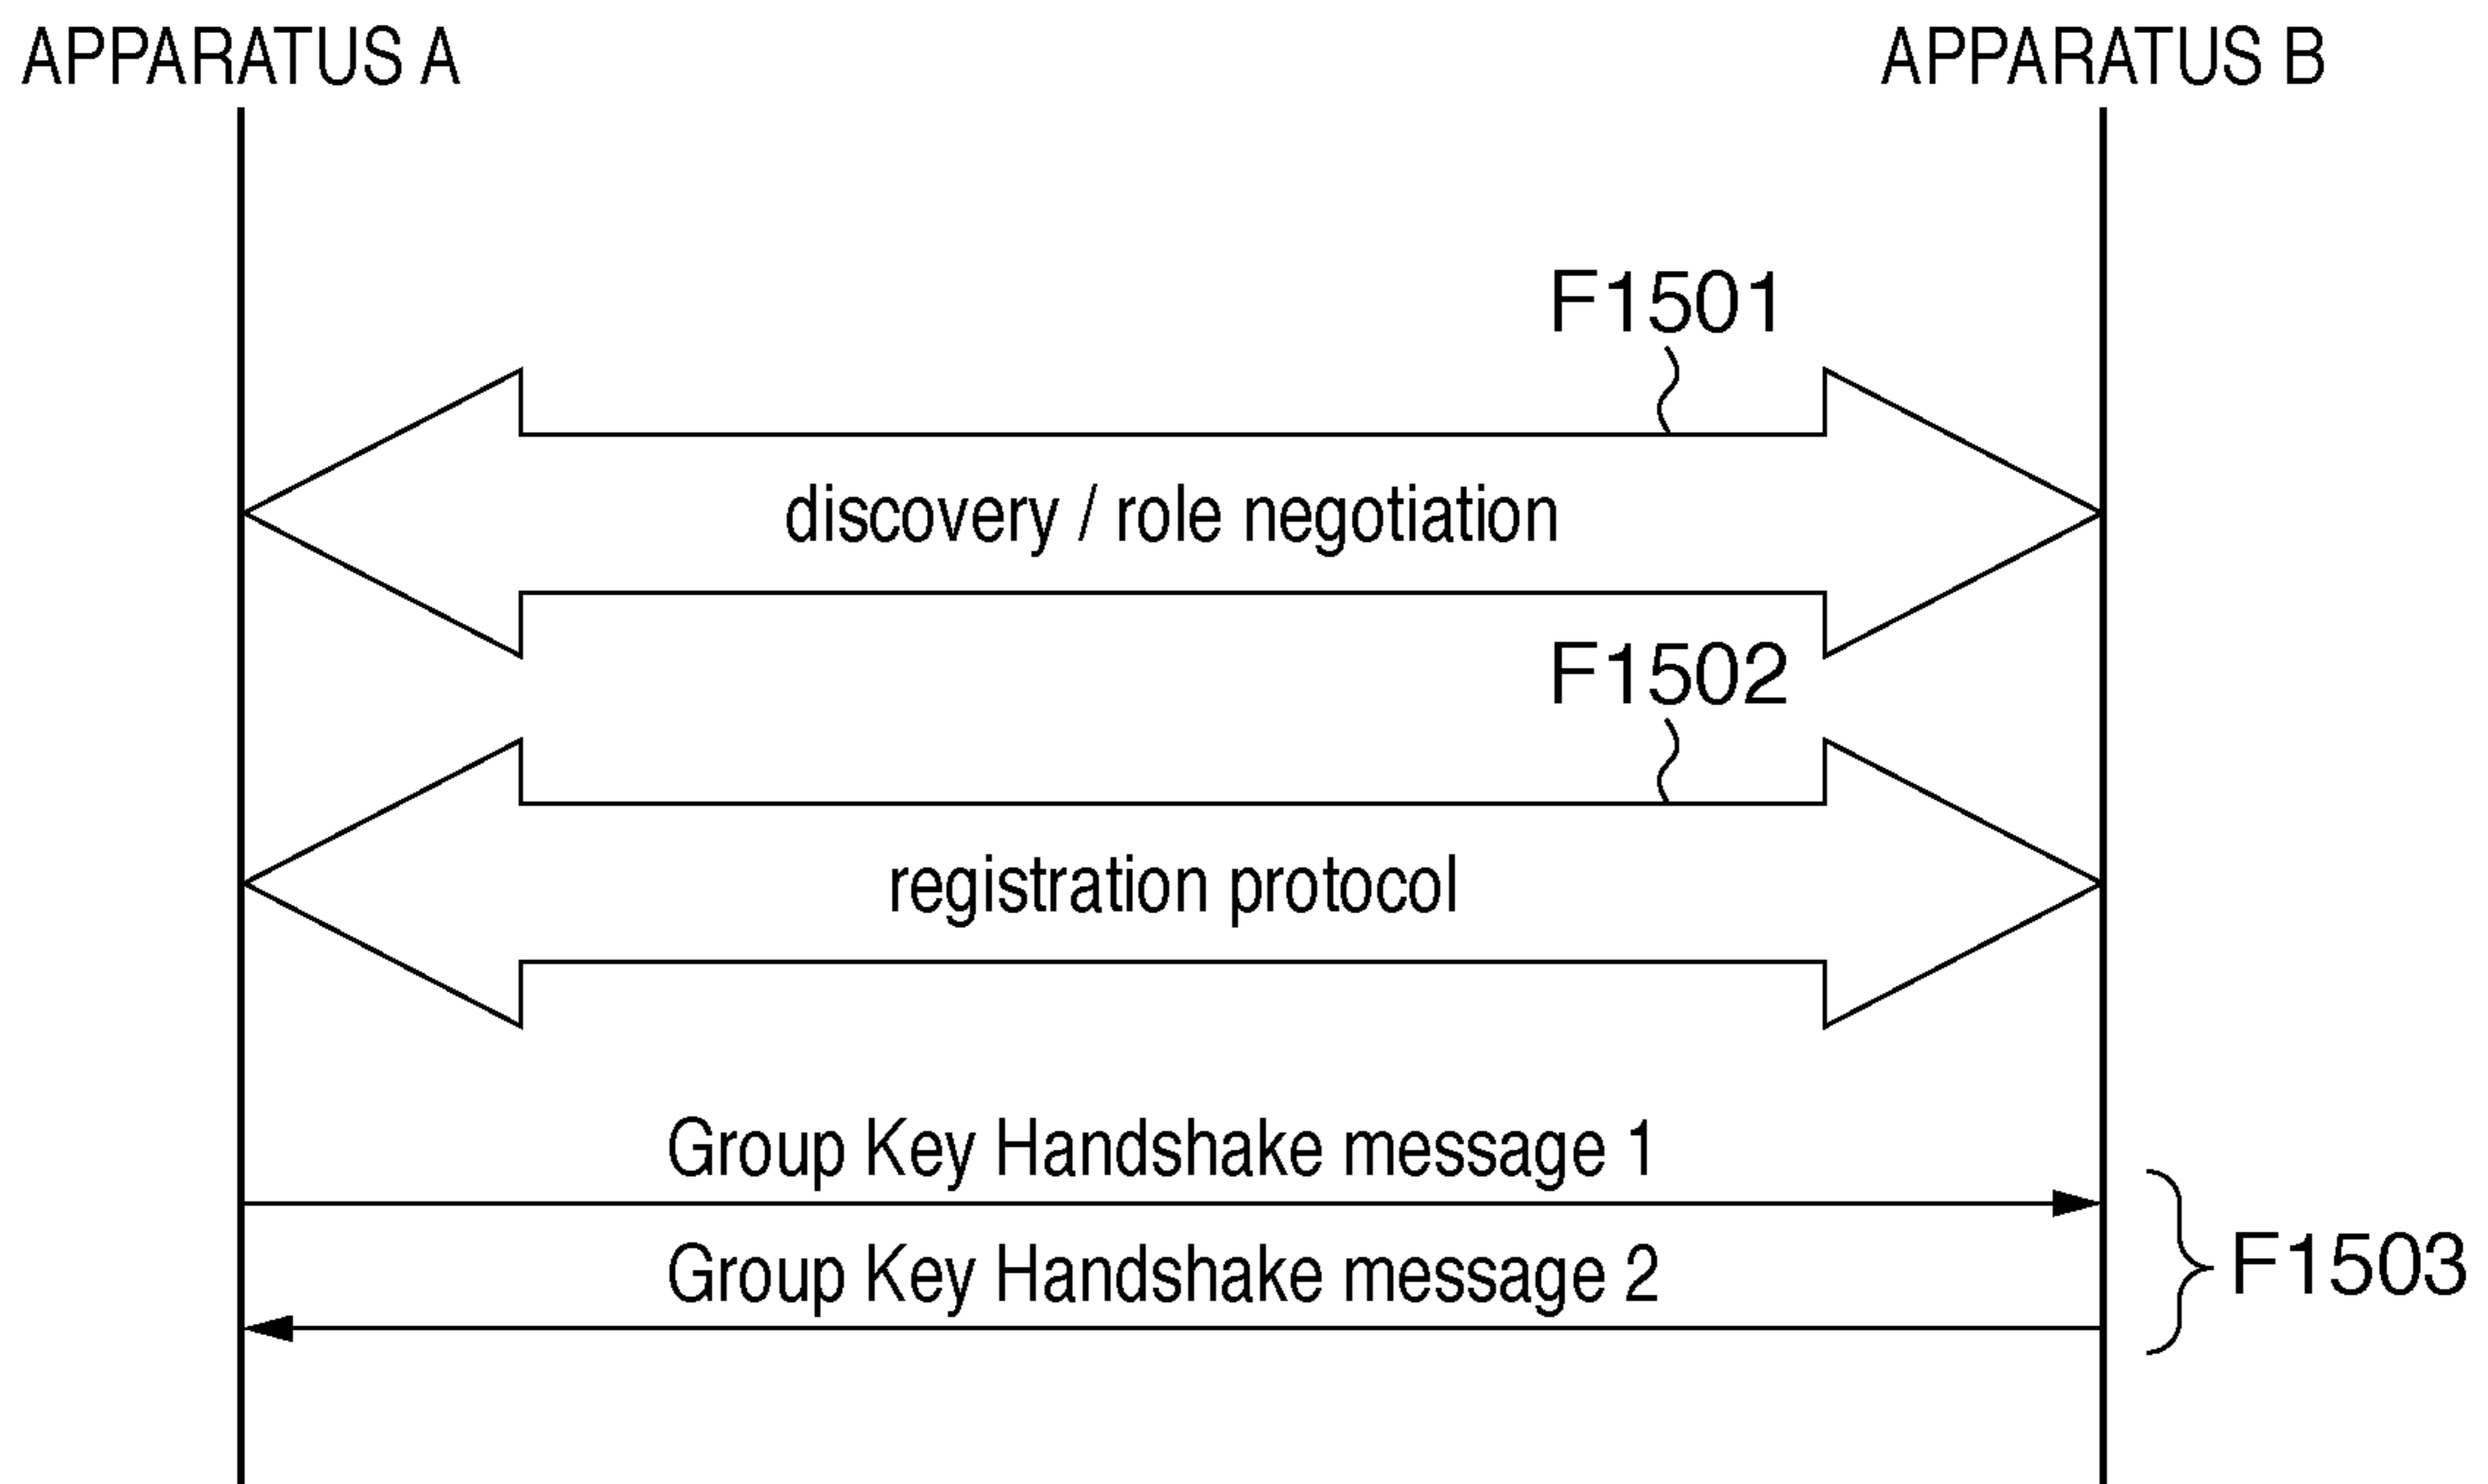 APPARATUS A
APPARATUS B
F1501
discovery / role negotiation
F1502
registration protocol
Group Key Handshake message 1
Group Key Handshake message 2
F1503